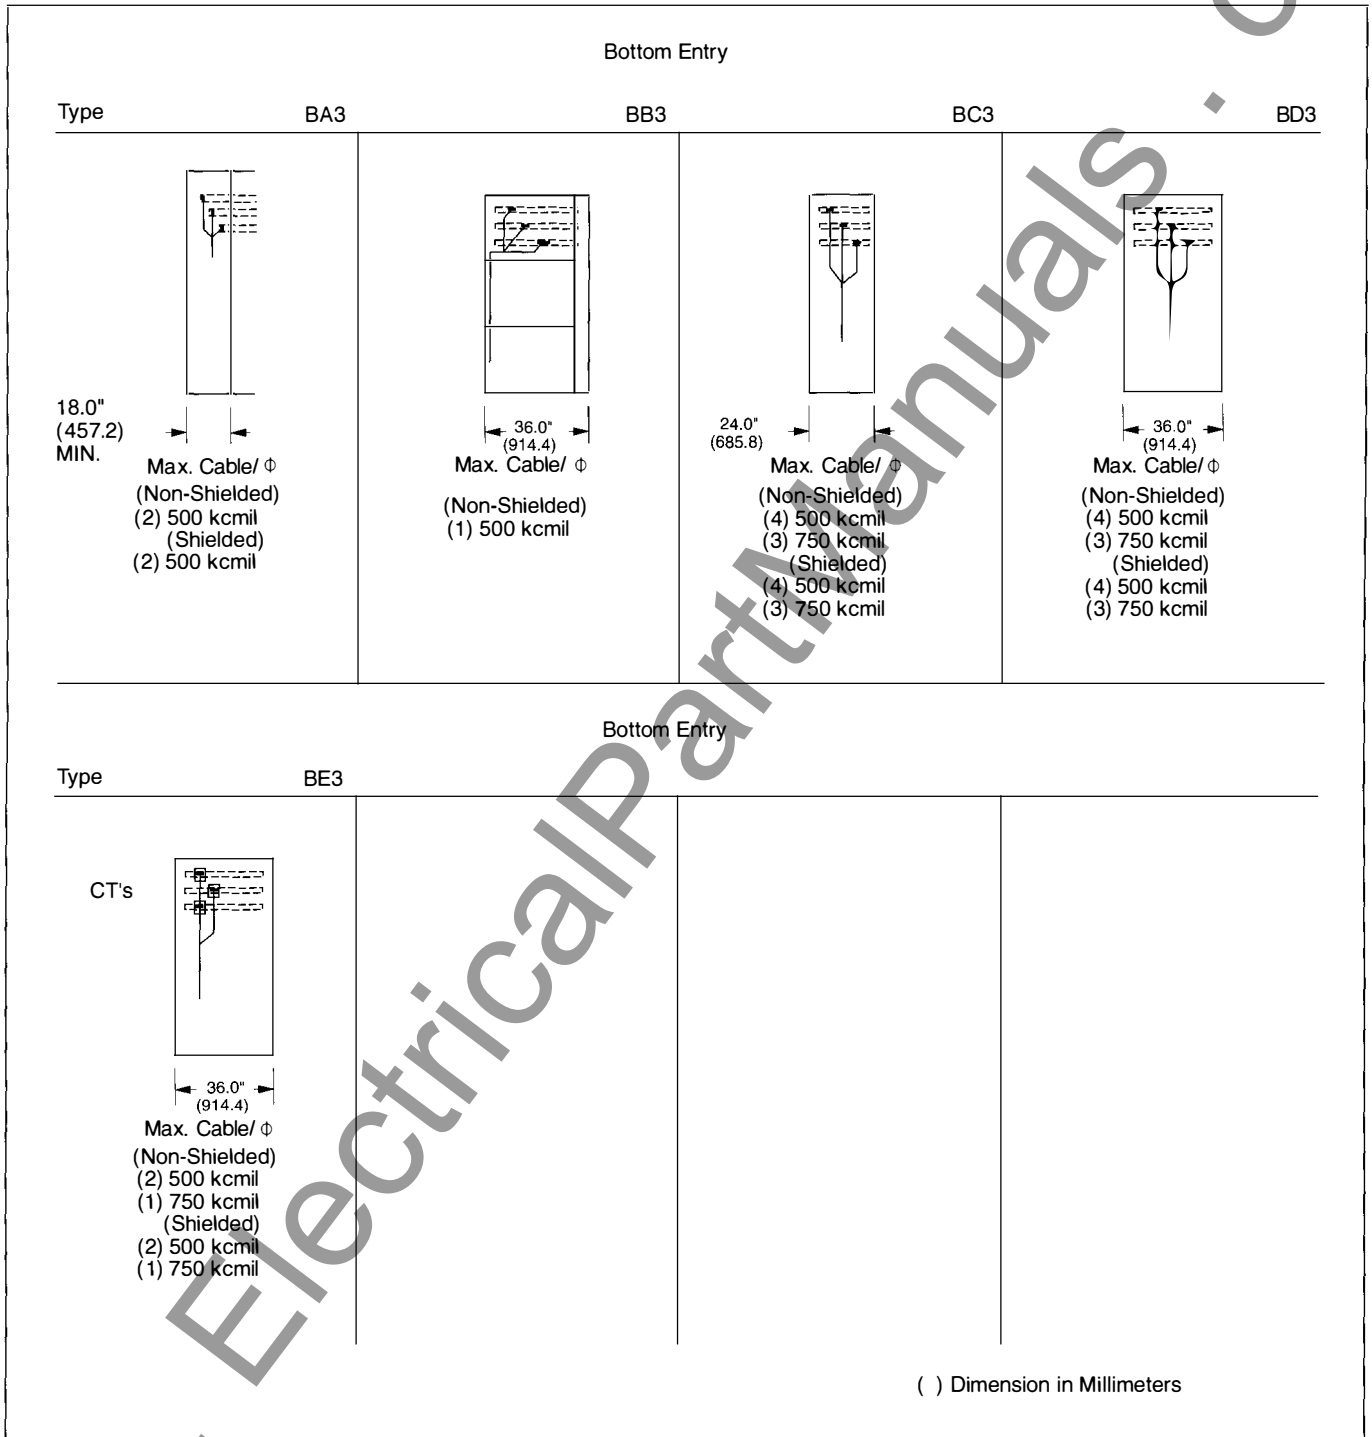 Bottom Entry
Type BA3 BB3 BC3 BD3
18.0"
(457.2)
MIN.
Max. Cable/ Φ
(Non-Shielded)
(2) 500 kcmil
(Shielded)
(2) 500 kcmil
36.0"
(914.4)
Max. Cable/ Φ
(Non-Shielded)
(1) 500 kcmil
24.0"
(685.8)
Max. Cable/ Φ
(Non-Shielded)
(4) 500 kcmil
(3) 750 kcmil
(Shielded)
(4) 500 kcmil
(3) 750 kcmil
36.0"
(914.4)
Max. Cable/ Φ
(Non-Shielded)
(4) 500 kcmil
(3) 750 kcmil
(Shielded)
(4) 500 kcmil
(3) 750 kcmil
Bottom Entry
Type BE3
CT's
36.0"
(914.4)
Max. Cable/ Φ
(Non-Shielded)
(2) 500 kcmil
(1) 750 kcmil
(Shielded)
(2) 500 kcmil
(1) 750 kcmil
( ) Dimension in Millimeters
ElectricalPartManuals .